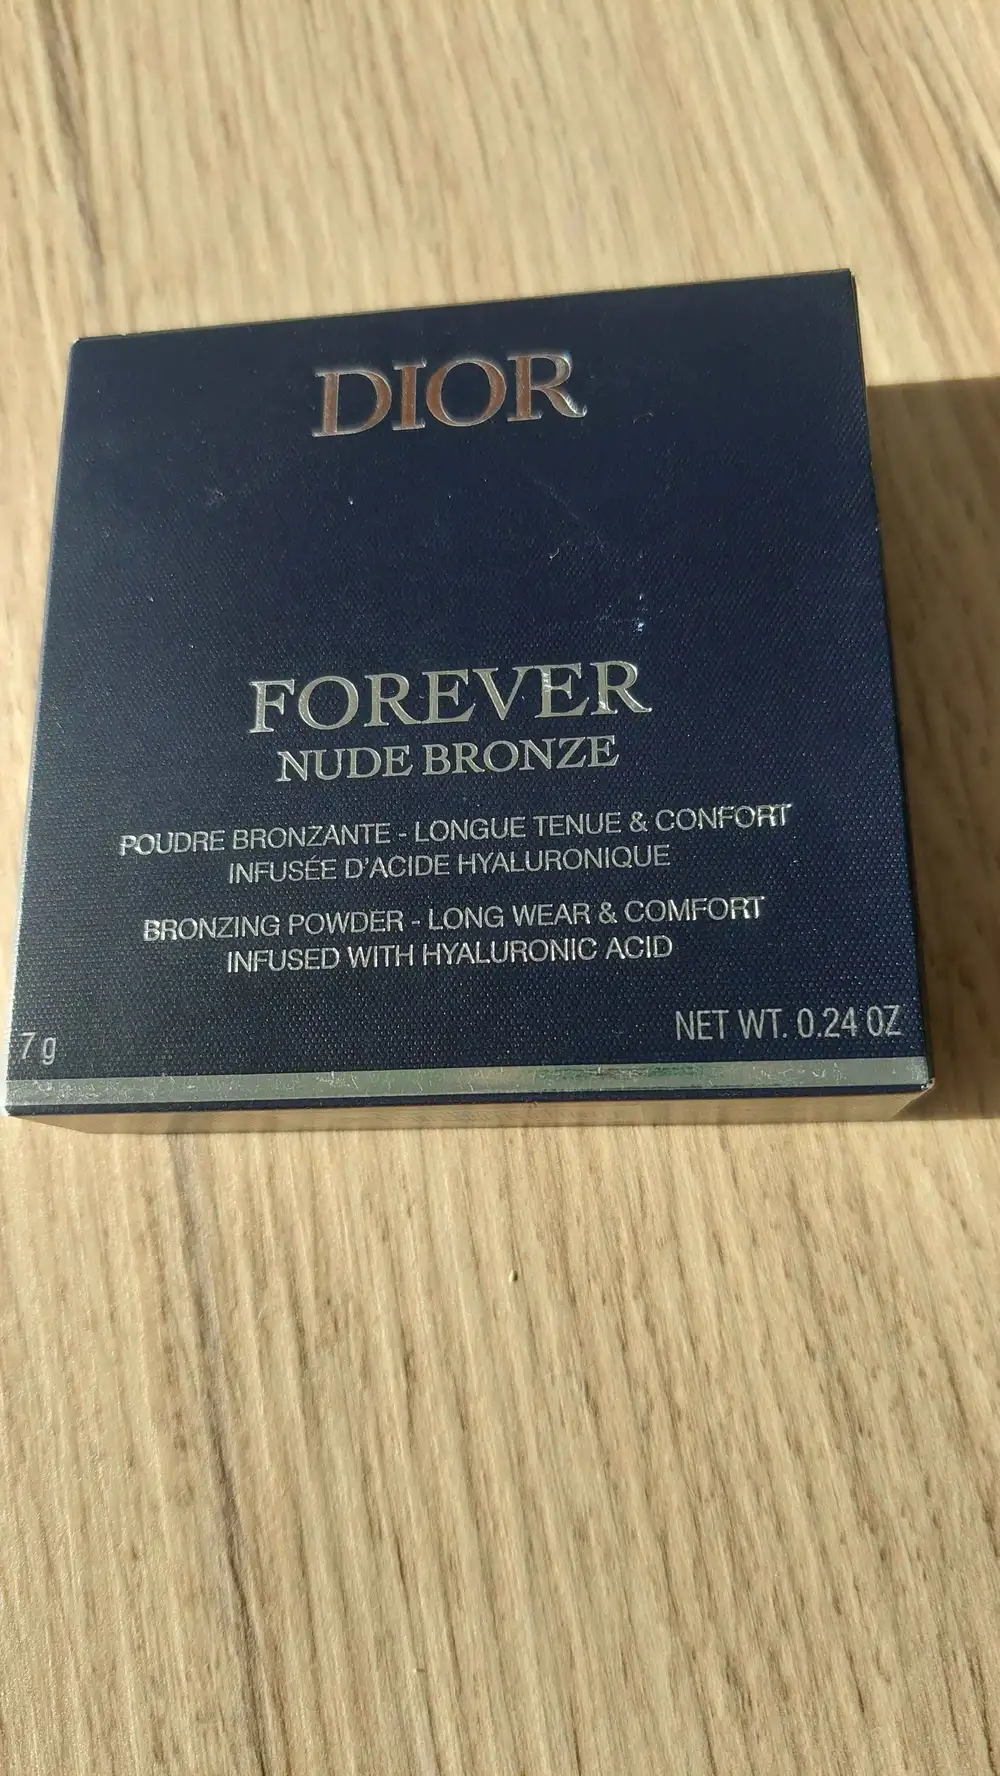 DIOR
FOREVER
NUDE BRONZE
POUDRE BRONZANTE - LONGUE TENUE & CONFORT
INFUSÉE D'ACIDE HYALURONIQUE
BRONZING POWDER - LONG WEAR & COMFORT
INFUSED WITH HYALURONIC ACID
7 g
NET WT. 0.24 OZ